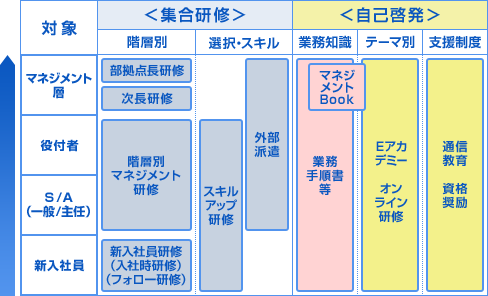 対象
＜集合研修＞
＜自己啓発＞
階層別
選択・スキル
業務知識
テーマ別
支援制度
マネジメント
層
部拠点長研修
次長研修
マネジ
メント
Book
役付者
階層別
マネジメント
研修
外部
派遣
業務
手順書
等
Eアカ
デミー
オン
ライン
研修
通信
教育
資格
奨励
S/A
(一般/主任)
スキル
アップ
研修
新入社員
新入社員研修
(入社時研修)
(フォロー研修)